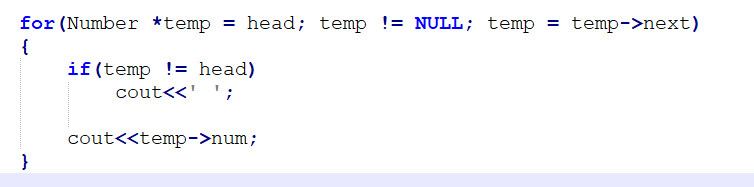 for(Number *temp = head; temp != NULL; temp = temp->next)
{
    if(temp != head)
        cout<<' ';

    cout<<temp->num;
}